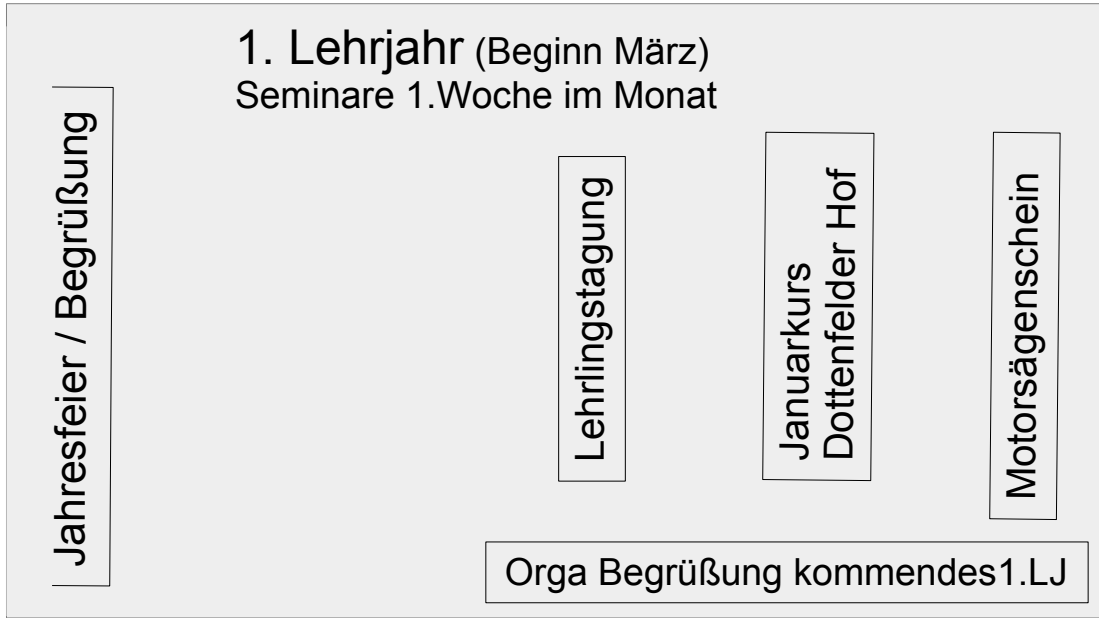 1. Lehrjahr (Beginn März)
Seminare 1.Woche im Monat
Jahresfeier / Begrüßung
Lehrlingstagung
Januarkurs
Dottenfelder Hof
Motorsägenschein
Orga Begrüßung kommendes1.LJ